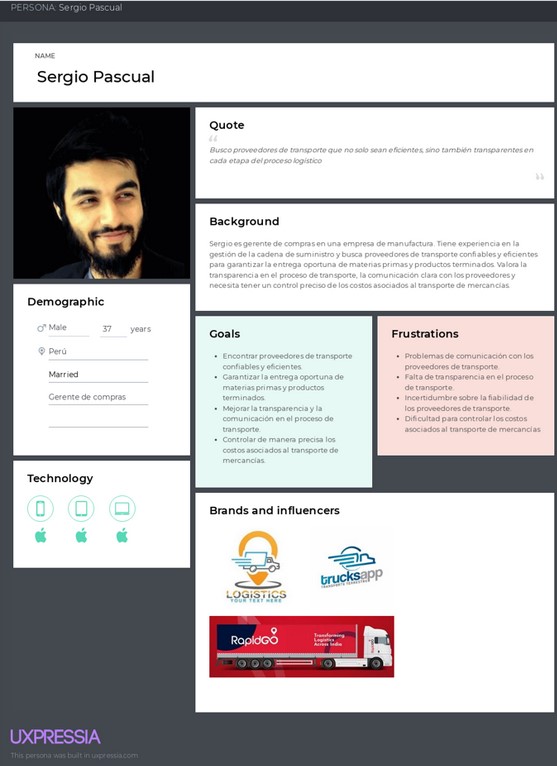 PERSONA: Sergio Pascual
NAME
Sergio Pascual
Quote
Busco proveedores de transporte que no solo sean eficientes, sino también transparentes en
cada etapa del proceso logístico
Background
Sergio es gerente de compras en una empresa de manufactura. Tiene experiencia en la
gestión de la cadena de suministro y busca proveedores de transporte confiables y eficientes
para garantizar la entrega oportuna de materias primas y productos terminados. Valora la
transparencia en el proceso de transporte, la comunicación clara con los proveedores y
necesita tener un control preciso de los costos asociados al transporte de mercancías.
Demographic
Male 37 years
Perú
Married
Gerente de compras
Technology
Goals
Encontrar proveedores de transporte
confiables y eficientes.
Garantizar la entrega oportuna de
materias primas y productos
terminados.
Mejorar la transparencia y la
comunicación en el proceso de
transporte.
Controlar de manera precisa los
costos asociados al transporte de
mercancías.
Frustrations
Problemas de comunicación con los
proveedores de transporte.
Falta de transparencia en el proceso
de transporte.
Incertidumbre sobre la fiabilidad de
los proveedores de transporte.
Dificultad para controlar los costos
asociados al transporte de mercancías
Brands and influencers
LOGISTICS
YOUR TEXT HERE
trucksapp
RapidGO
Transforming
Logistics
Across India
UXPRESSIA
This persona was built in uxpressia.com